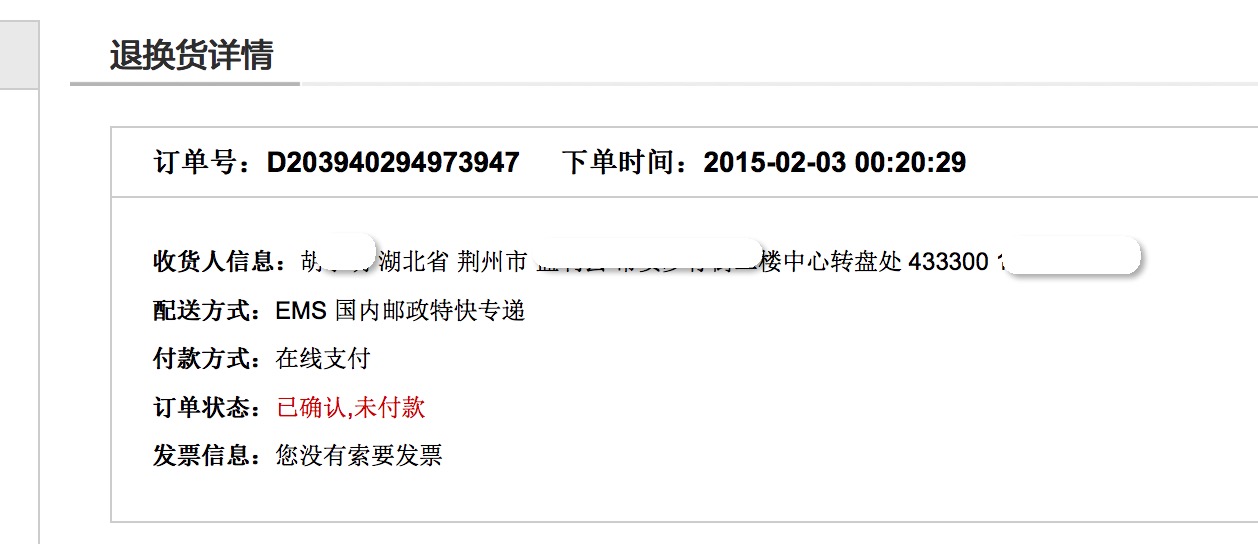 退换货详情
订单号：D203940294973947 下单时间：2015-02-03 00:20:29
收货人信息：胡 湖北省 荆州市 楼中心转盘处 433300
配送方式：EMS 国内邮政特快专递
付款方式：在线支付
订单状态：已确认,未付款
发票信息：您没有索要发票